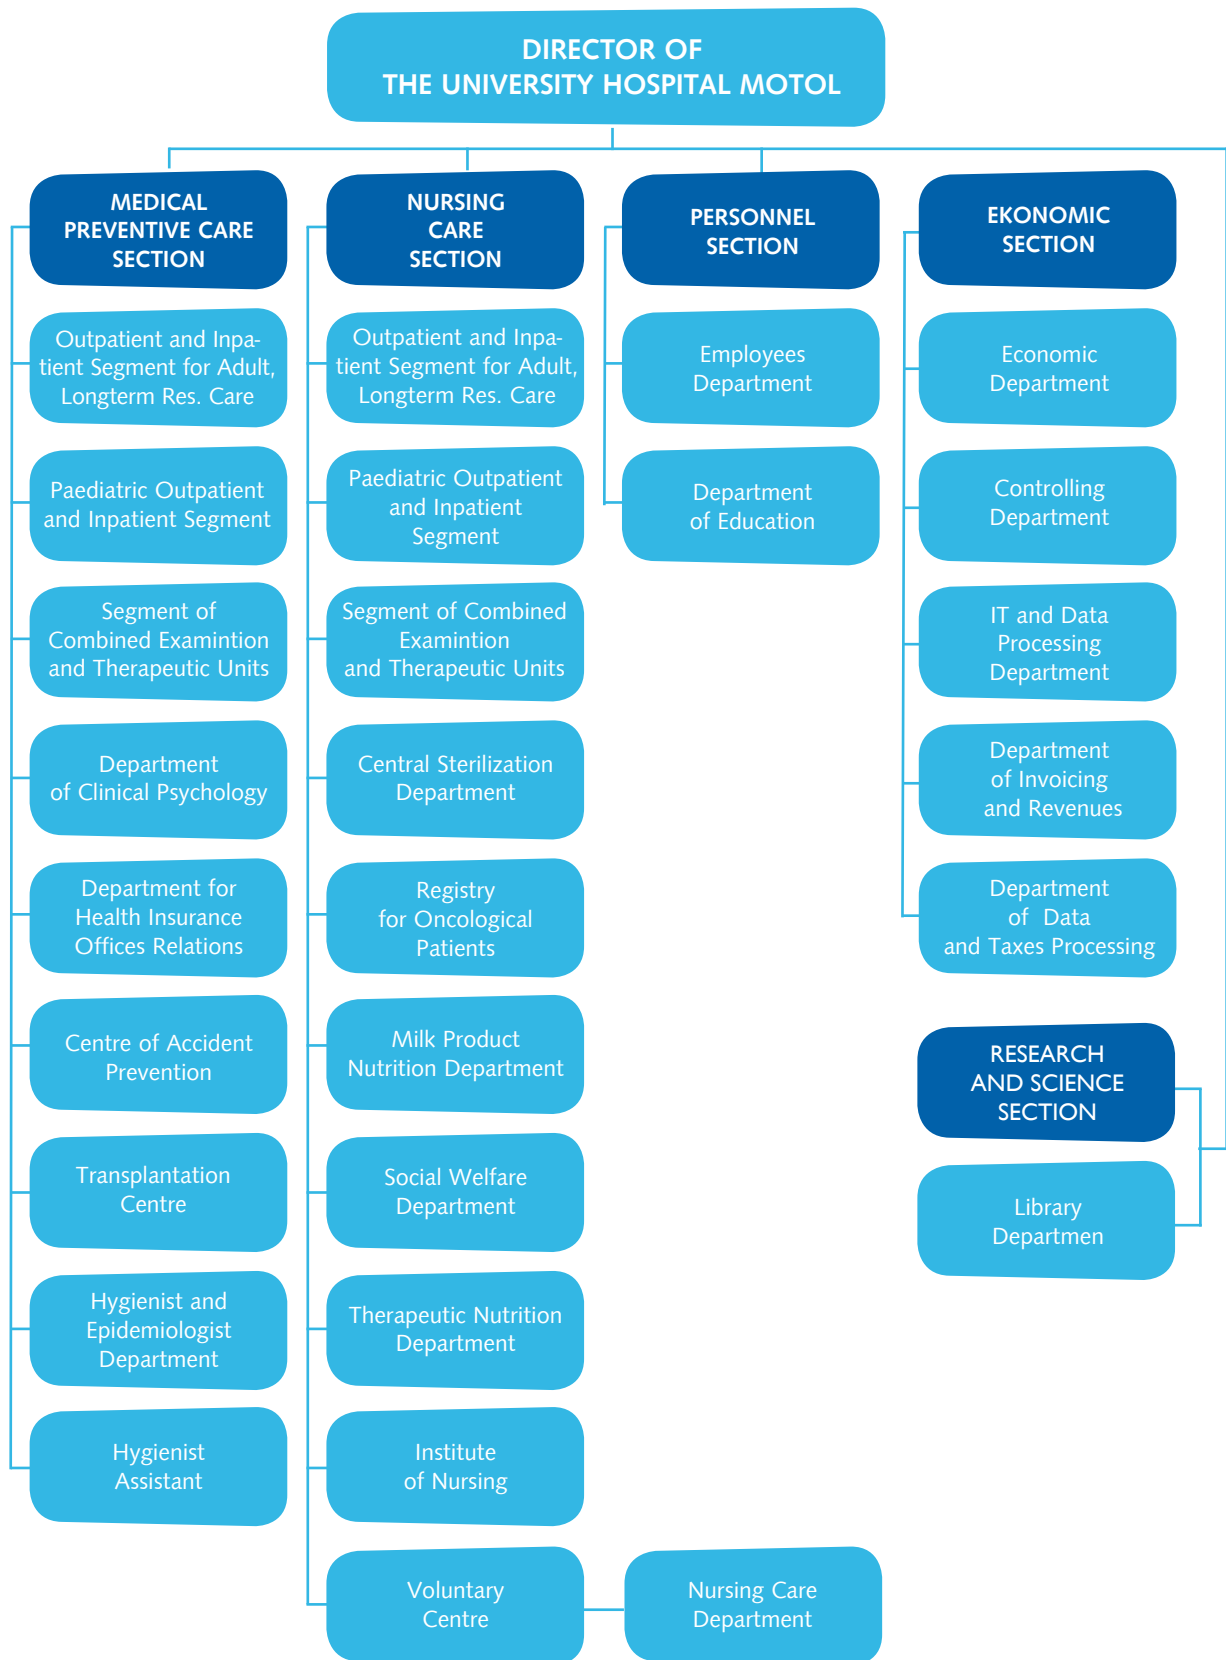 DIRECTOR OF
THE UNIVERSITY HOSPITAL MOTOL
MEDICAL
PREVENTIVE CARE
SECTION
Outpatient and Inpa-
tient Segment for Adult,
Longterm Res. Care
Paediatric Outpatient
and Inpatient Segment
Segment of
Combined Examintion
and Therapeutic Units
Department
of Clinical Psychology
Department for
Health Insurance
Offices Relations
Centre of Accident
Prevention
Transplantation
Centre
Hygienist and
Epidemiologist
Department
Hygienist
Assistant
NURSING
CARE
SECTION
Outpatient and Inpa-
tient Segment for Adult,
Longterm Res. Care
Paediatric Outpatient
and Inpatient
Segment
Segment of Combined
Examintion
and Therapeutic Units
Central Sterilization
Department
Registry
for Oncological
Patients
Milk Product
Nutrition Department
Social Welfare
Department
Therapeutic Nutrition
Department
Institute
of Nursing
Voluntary
Centre
Nursing Care
Department
PERSONNEL
SECTION
Employees
Department
Department
of Education
EKONOMIC
SECTION
Economic
Department
Controlling
Department
IT and Data
Processing
Department
Department
of Invoicing
and Revenues
Department
of Data
and Taxes Processing
RESEARCH
AND SCIENCE
SECTION
Library
Departmen